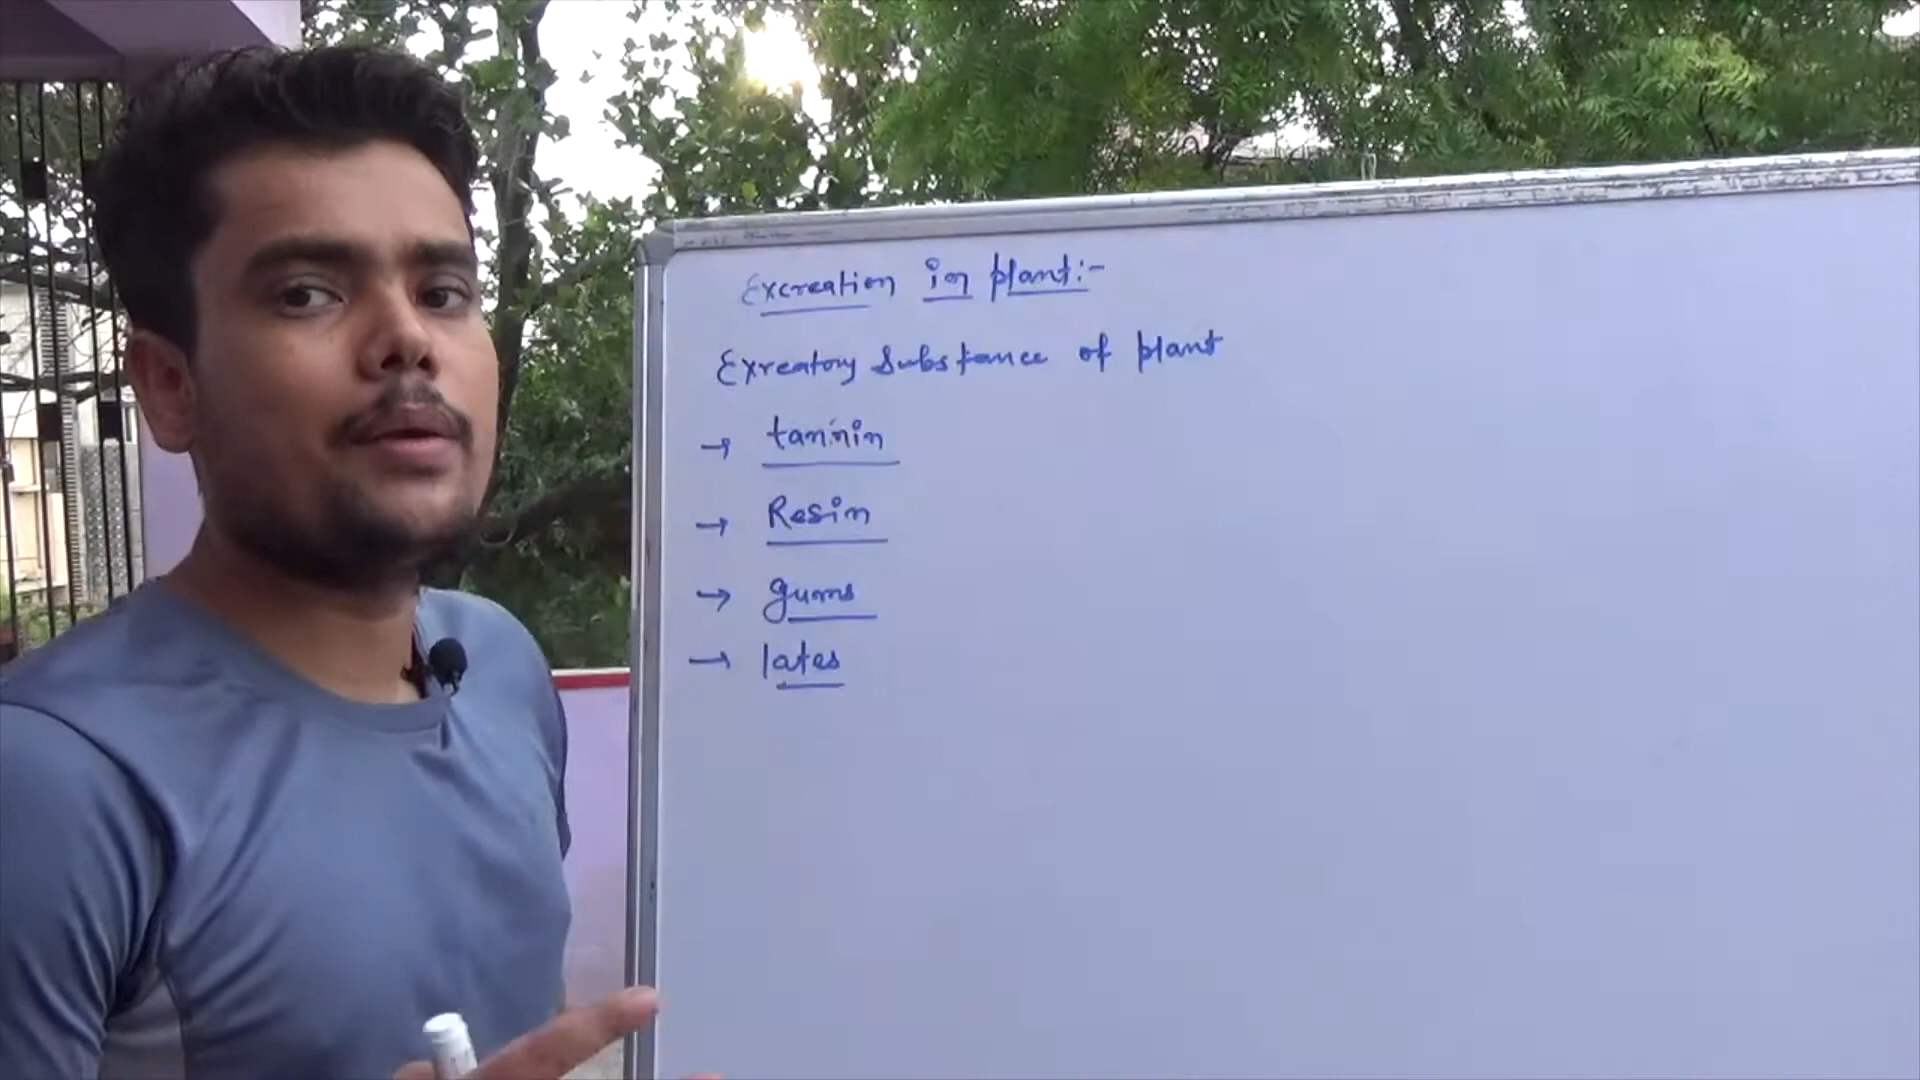 Excreation in plant:-
Exreatory Substance of plant
→ tannin
→ Resin
→ gums
→ lates